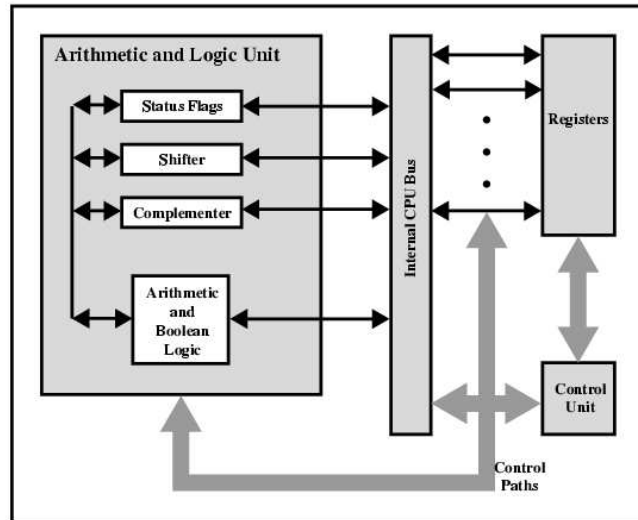 Arithmetic and Logic Unit
Status Flags
Shifter
Complementer
Arithmetic
and
Boolean
Logic
Internal CPU Bus
Registers
Control
Unit
Control
Paths